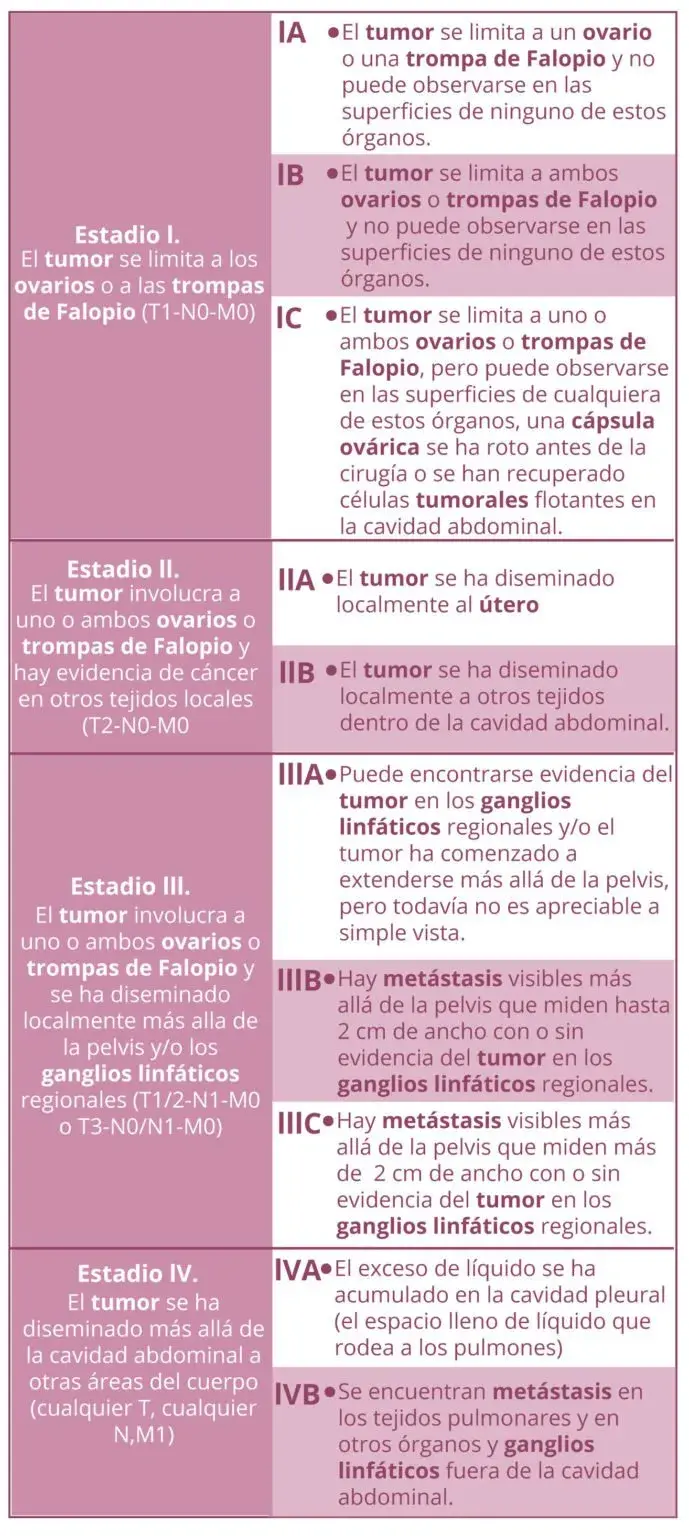 Estadio I.
El tumor se limita a los
ovarios o a las trompas
de Falopio (T1-N0-M0)
IA
•El tumor se limita a un ovario
o una trompa de Falopio y no
puede observarse en las
superficies de ninguno de estos
órganos.
IB
•El tumor se limita a ambos
ovarios o trompas de Falopio
y no puede observarse en las
superficies de ninguno de estos
órganos.
IC
•El tumor se limita a uno o
ambos ovarios o trompas de
Falopio, pero puede observarse
en las superficies de cualquiera
de estos órganos, una cápsula
ovárica se ha roto antes de la
cirugía o se han recuperado
células tumorales flotantes en
la cavidad abdominal.
Estadio II.
El tumor involucra a
uno o ambos ovarios o
trompas de Falopio y
hay evidencia de cáncer
en otros tejidos locales
(T2-N0-M0
IIA
•El tumor se ha diseminado
localmente al útero
IIB
•El tumor se ha diseminado
localmente a otros tejidos
dentro de la cavidad abdominal.
Estadio III.
El tumor involucra a
uno o ambos ovarios o
trompas de Falopio y
se ha diseminado
localmente más alla de
la pelvis y/o los
ganglios linfáticos
regionales (T1/2-N1-M0
o T3-N0/N1-M0)
IIIA
•Puede encontrarse evidencia del
tumor en los ganglios
linfáticos regionales y/o el
tumor ha comenzado a
extenderse más allá de la pelvis,
pero todavía no es apreciable a
simple vista.
IIIB
•Hay metástasis visibles más
allá de la pelvis que miden hasta
2 cm de ancho con o sin
evidencia del tumor en los
ganglios linfáticos regionales.
IIIC
•Hay metástasis visibles más
allá de la pelvis que miden más
de 2 cm de ancho con o sin
evidencia del tumor en los
ganglios linfáticos regionales.
Estadio IV.
El tumor se ha
diseminado más allá de
la cavidad abdominal a
otras áreas del cuerpo
(cualquier T, cualquier
N,M1)
IVA
•El exceso de líquido se ha
acumulado en la cavidad pleural
(el espacio lleno de líquido que
rodea a los pulmones)
IVB
•Se encuentran metástasis en
los tejidos pulmonares y en
otros órganos y ganglios
linfáticos fuera de la cavidad
abdominal.